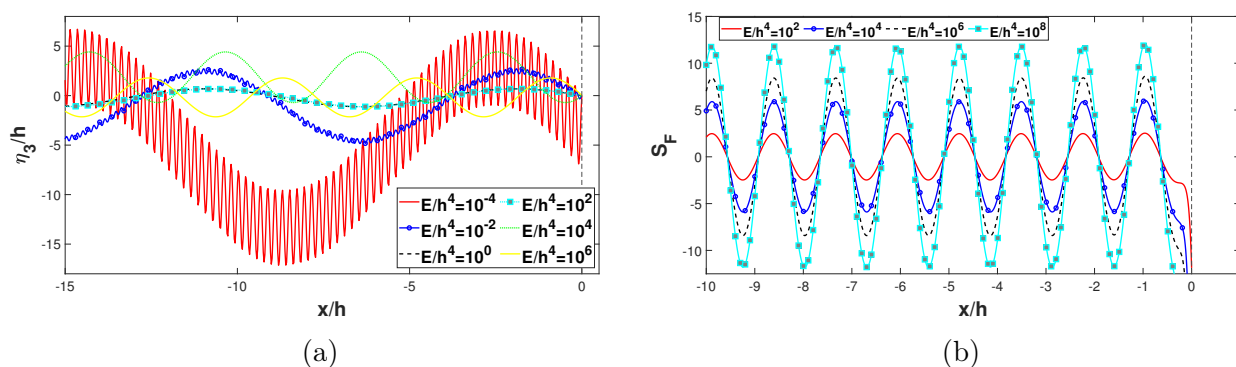 E/h⁴=10² E/h⁴=10⁴ E/h⁴=10⁶ E/h⁴=10⁸
5
0
-5
-10
-15
η₃/h
E/h⁴=10⁻⁴ E/h⁴=10²
E/h⁴=10⁻² E/h⁴=10⁴
E/h⁴=10⁰ E/h⁴=10⁶
-15 -10 -5 0
x/h
(a)
15
10
5
0
-5
-10
S_F
-10 -9 -8 -7 -6 -5 -4 -3 -2 -1 0
x/h
(b)